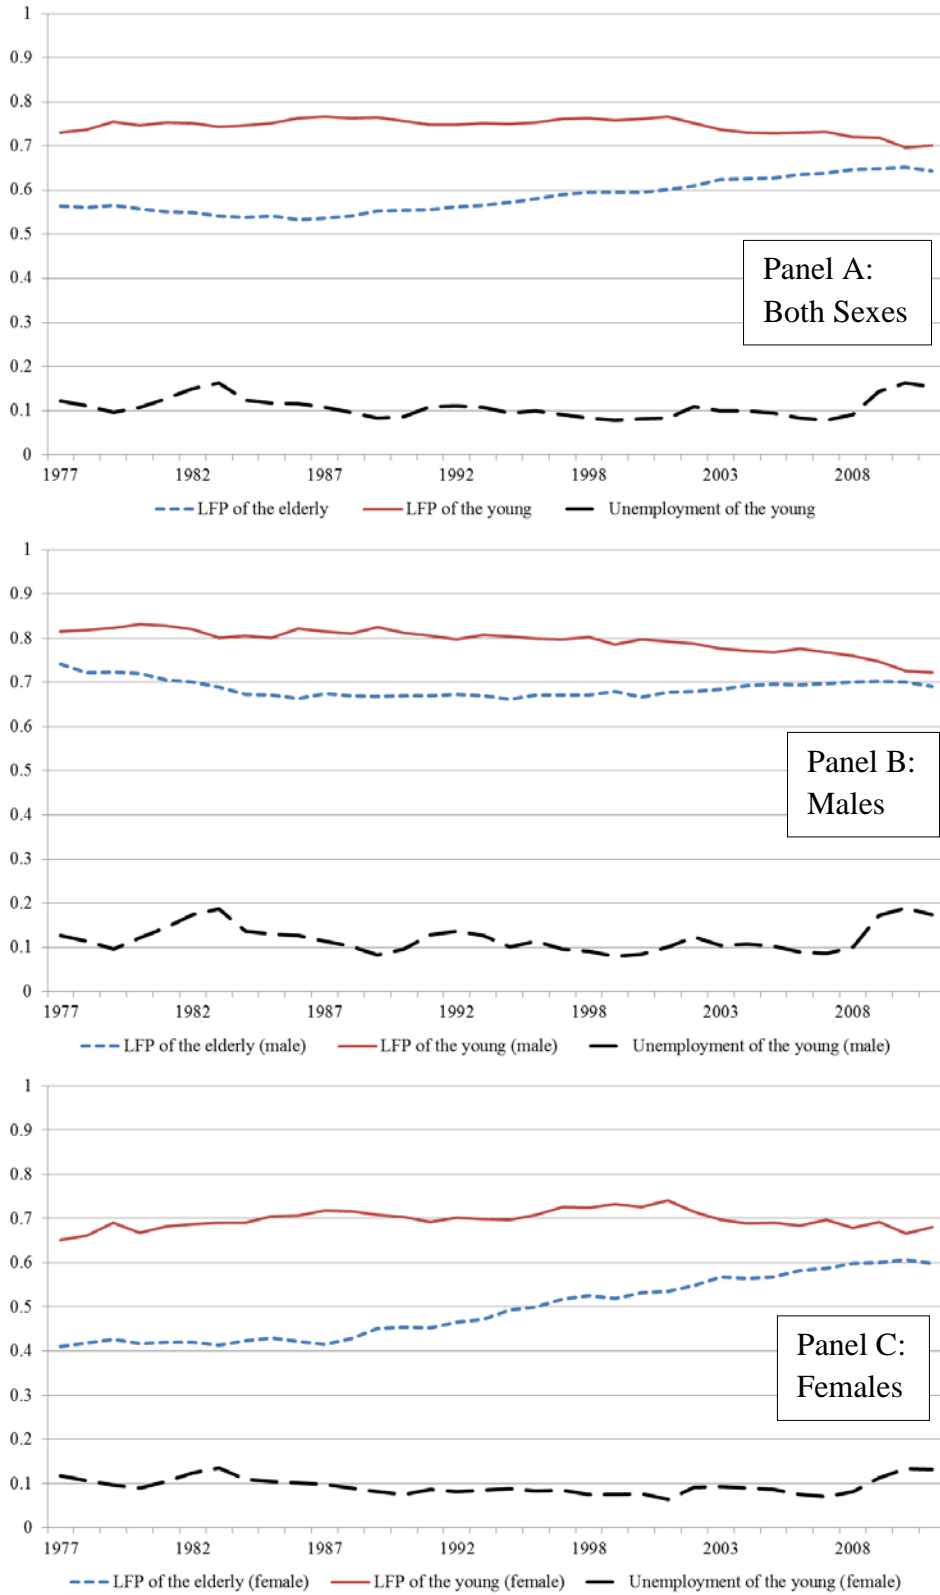 1
0.9
0.8
0.7
0.6
0.5
0.4
0.3
0.2
0.1
0
Panel A:
Both Sexes
1977 1982 1987 1992 1998 2003 2008
LFP of the elderly LFP of the young Unemployment of the young
1
0.9
0.8
0.7
0.6
0.5
0.4
0.3
0.2
0.1
0
Panel B:
Males
1977 1982 1987 1992 1998 2003 2008
LFP of the elderly (male) LFP of the young (male) Unemployment of the young (male)
1
0.9
0.8
0.7
0.6
0.5
0.4
0.3
0.2
0.1
0
Panel C:
Females
1977 1982 1987 1992 1998 2003 2008
LFP of the elderly (female) LFP of the young (female) Unemployment of the young (female)